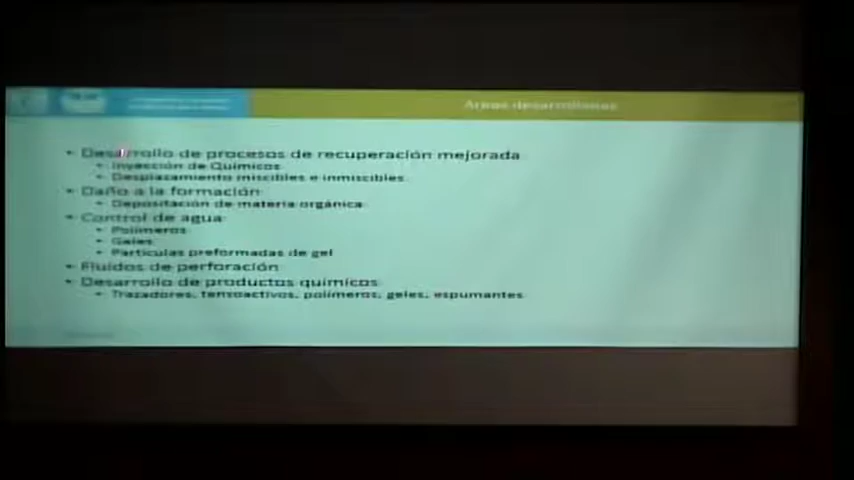 Áreas desarrolladas
• Desarrollo de procesos de recuperación mejorada
• Inyección de Químicos
• Desplazamiento miscibles e inmiscibles
• Daño a la formación
• Depositación de materia orgánica
• Control de agua
• Polímeros
• Geles
• Partículas preformadas de gel
• Fluidos de perforación
• Desarrollo de productos químicos
• Trazadores, tensoactivos, polímeros, geles, espumantes